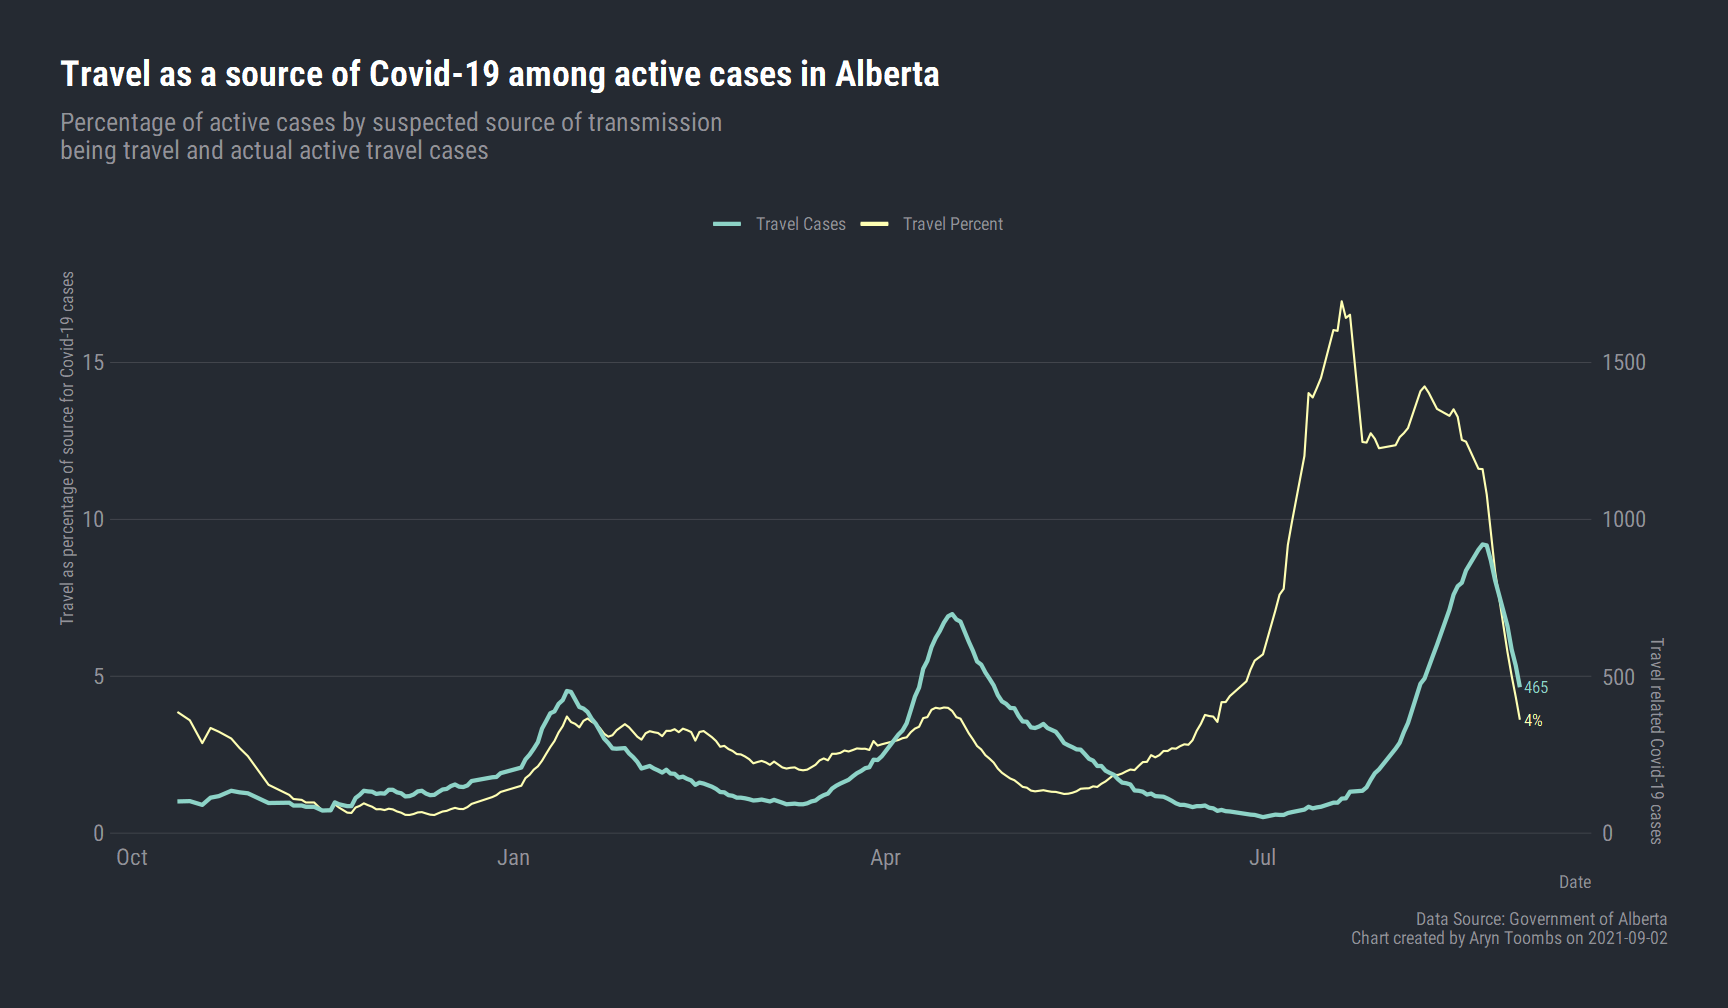 Travel as a source of Covid-19 among active cases in Alberta
Percentage of active cases by suspected source of transmission
being travel and actual active travel cases
Travel Cases
Travel Percent
Travel as percentage of source for Covid-19 cases
15
10
5
0
1500
1000
500
0
Travel related Covid-19 cases
465
4%
Oct
Jan
Apr
Jul
Date
Data Source: Government of Alberta
Chart created by Aryn Toombs on 2021-09-02